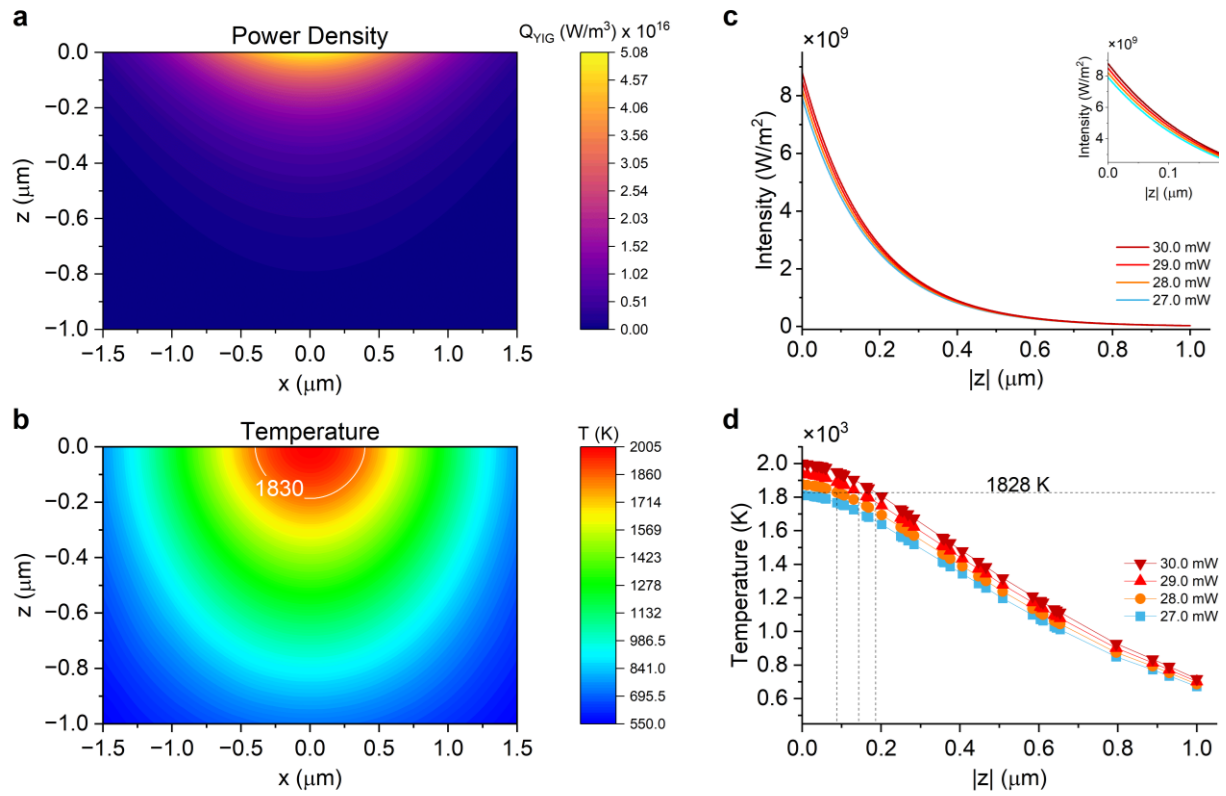 a
Power Density
Q_YIG (W/m³) x 10¹⁶
0.0
−0.2
−0.4
−0.6
−0.8
−1.0
z (μm)
−1.5 −1.0 −0.5 0.0 0.5 1.0 1.5
x (μm)
5.08
4.57
4.06
3.56
3.05
2.54
2.03
1.52
1.02
0.51
0.00
c
×10⁹
8
6
4
2
0
Intensity (W/m²)
0.0 0.2 0.4 0.6 0.8 1.0
|z| (μm)
×10⁹
8
6
4
Intensity (W/m²)
0.0 0.1
|z| (μm)
30.0 mW
29.0 mW
28.0 mW
27.0 mW
b
Temperature
T (K)
0.0
−0.2
−0.4
−0.6
−0.8
−1.0
z (μm)
1830
−1.5 −1.0 −0.5 0.0 0.5 1.0 1.5
x (μm)
2005
1860
1714
1569
1423
1278
1132
986.5
841.0
695.5
550.0
d
×10³
2.0
1.8
1.6
1.4
1.2
1.0
0.8
0.6
Temperature (K)
1828 K
30.0 mW
29.0 mW
28.0 mW
27.0 mW
0.0 0.2 0.4 0.6 0.8 1.0
|z| (μm)